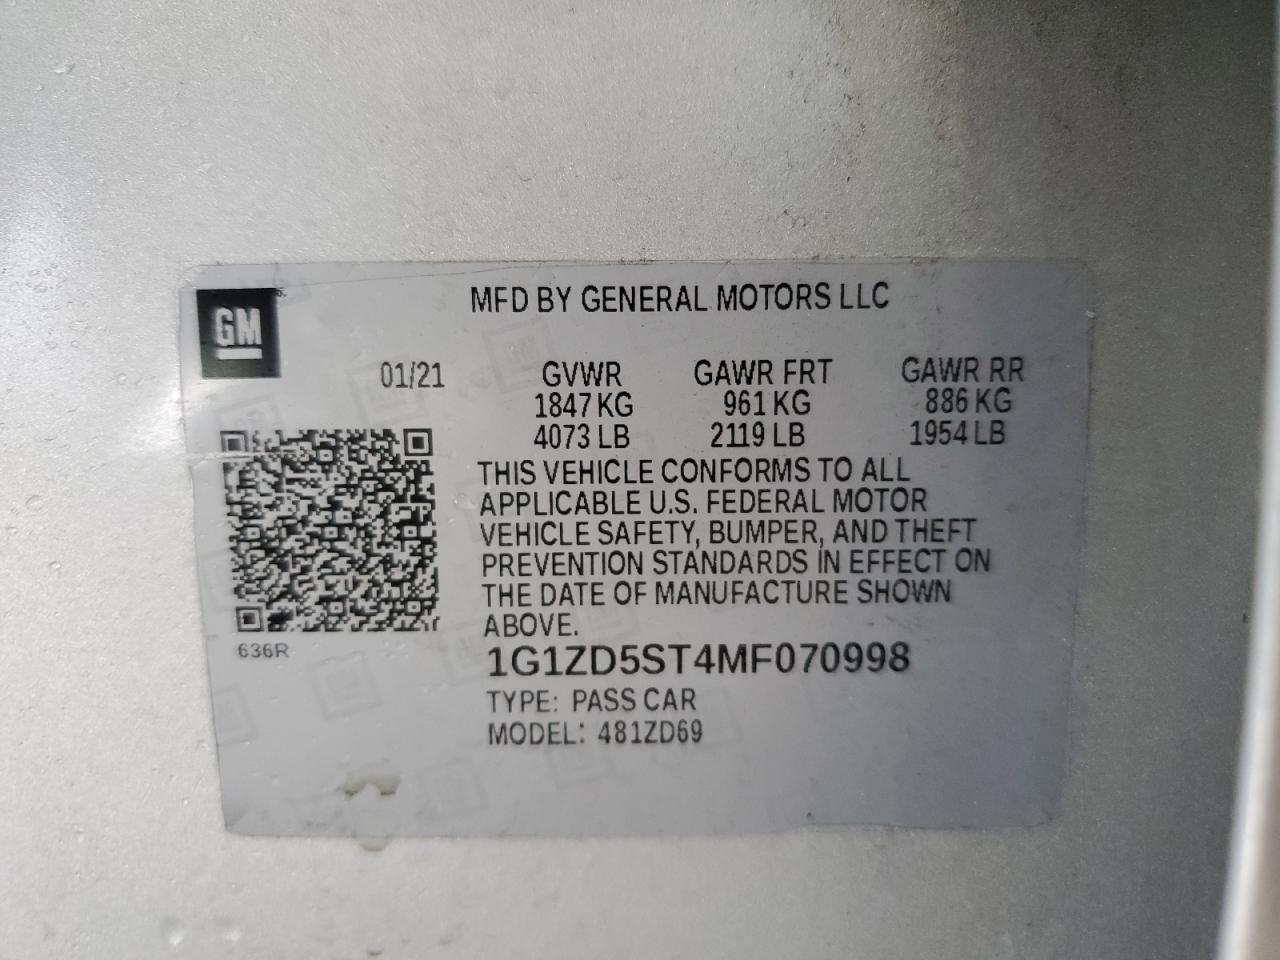 MFD BY GENERAL MOTORS LLC
GM
01/21 GVWR GAWR FRT GAWR RR
1847 KG 961 KG 886 KG
4073 LB 2119 LB 1954 LB
THIS VEHICLE CONFORMS TO ALL
APPLICABLE U.S. FEDERAL MOTOR
VEHICLE SAFETY, BUMPER, AND THEFT
PREVENTION STANDARDS IN EFFECT ON
THE DATE OF MANUFACTURE SHOWN
ABOVE.
636R
1G1ZD5ST4MF070998
TYPE: PASS CAR
MODEL: 481ZD69